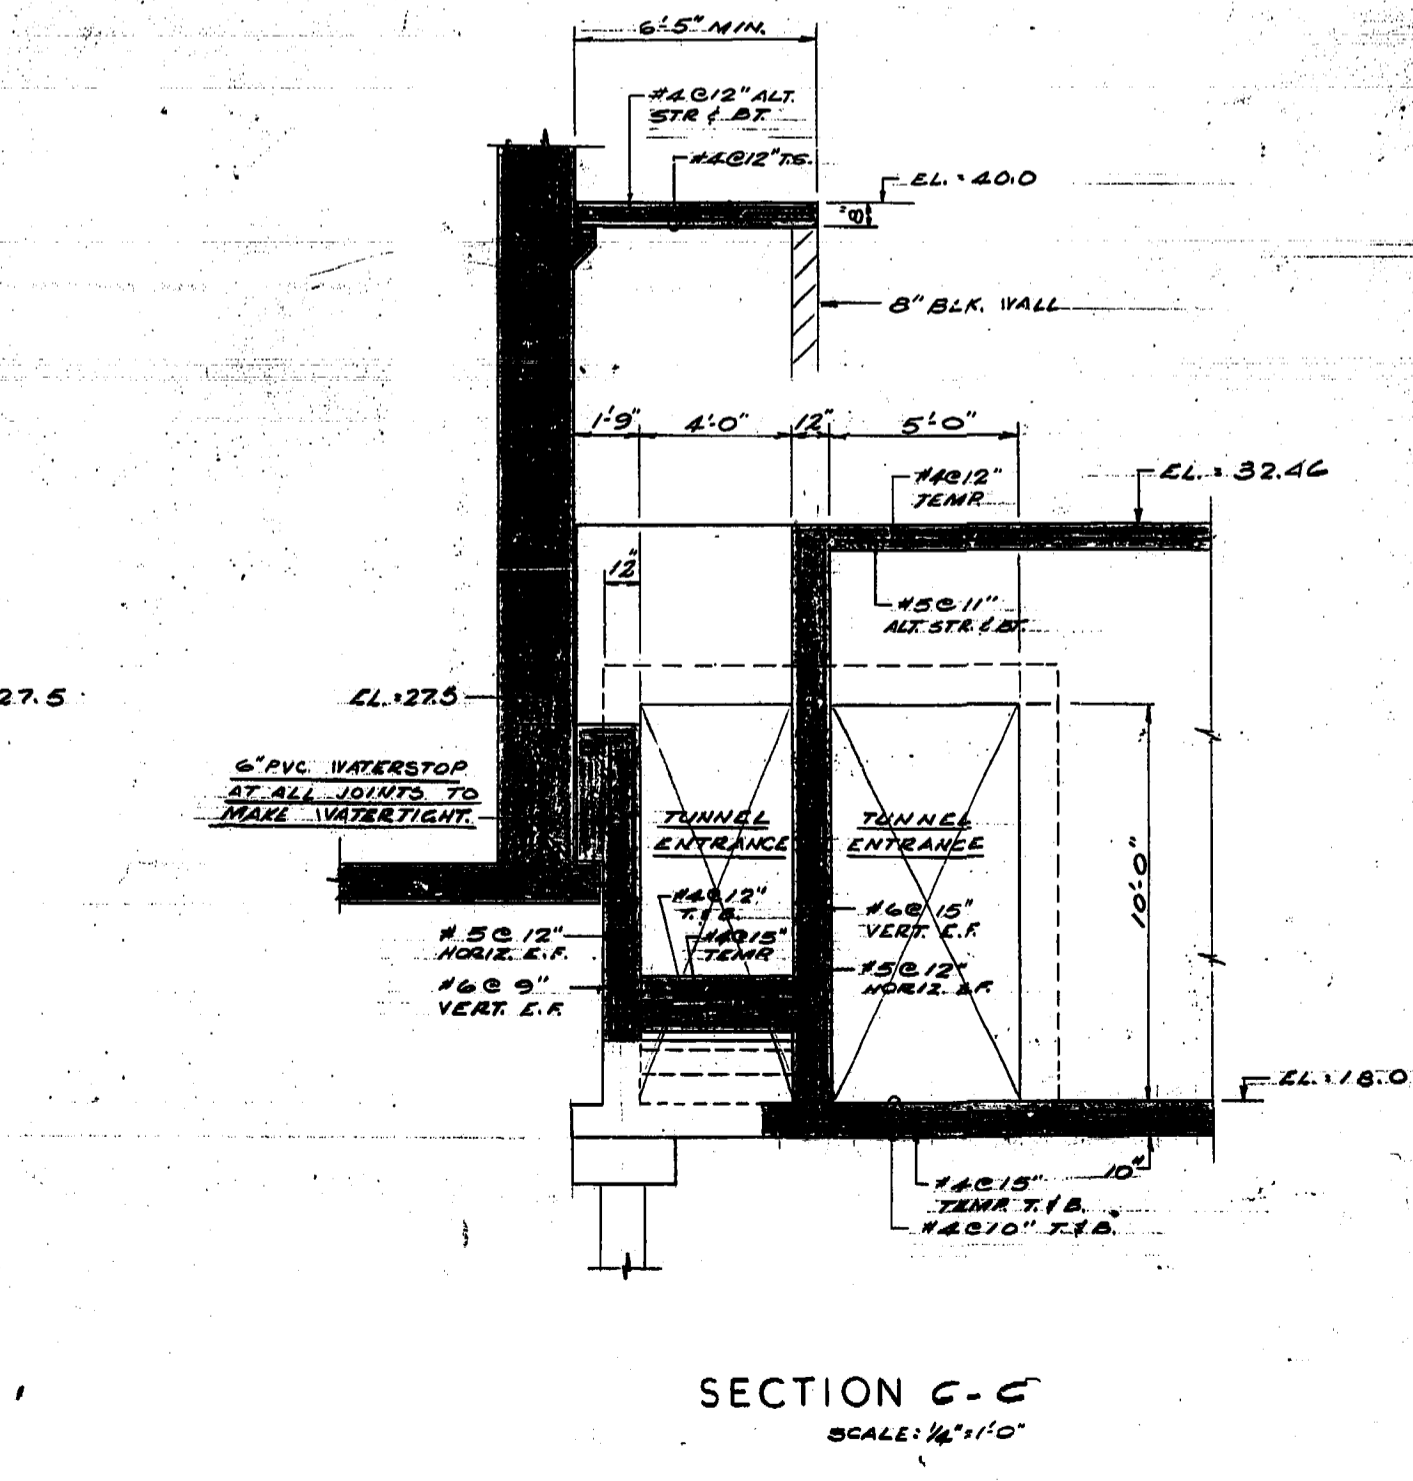 6'-5" MIN.
#4@12" ALT.
STR & BT.
#4@12" T.S.
EL. = 40.0
8"
8" BLK. WALL
1'-9"
4'-0"
12"
5'-0"
#4@12"
TEMP.
EL. = 32.46
12"
#5@11"
ALT. STR. & BT.
27.5
EL. = 27.5
6" PVC. WATERSTOP
AT ALL JOINTS TO
MAKE WATERTIGHT.
TUNNEL
ENTRANCE
TUNNEL
ENTRANCE
10'-0"
#4@12"
T. & B.
#4@15"
TEMP.
#6@ 15"
VERT. E.F.
#5@ 12"
HORIZ. E.F.
#5@12"
HORIZ. E.F.
#6@ 9"
VERT. E.F.
EL. = 18.0
10"
#4@15"
TEMP. T. & B.
#4@10" T. & B.
SECTION C-C
SCALE: 1/4"=1'-0"